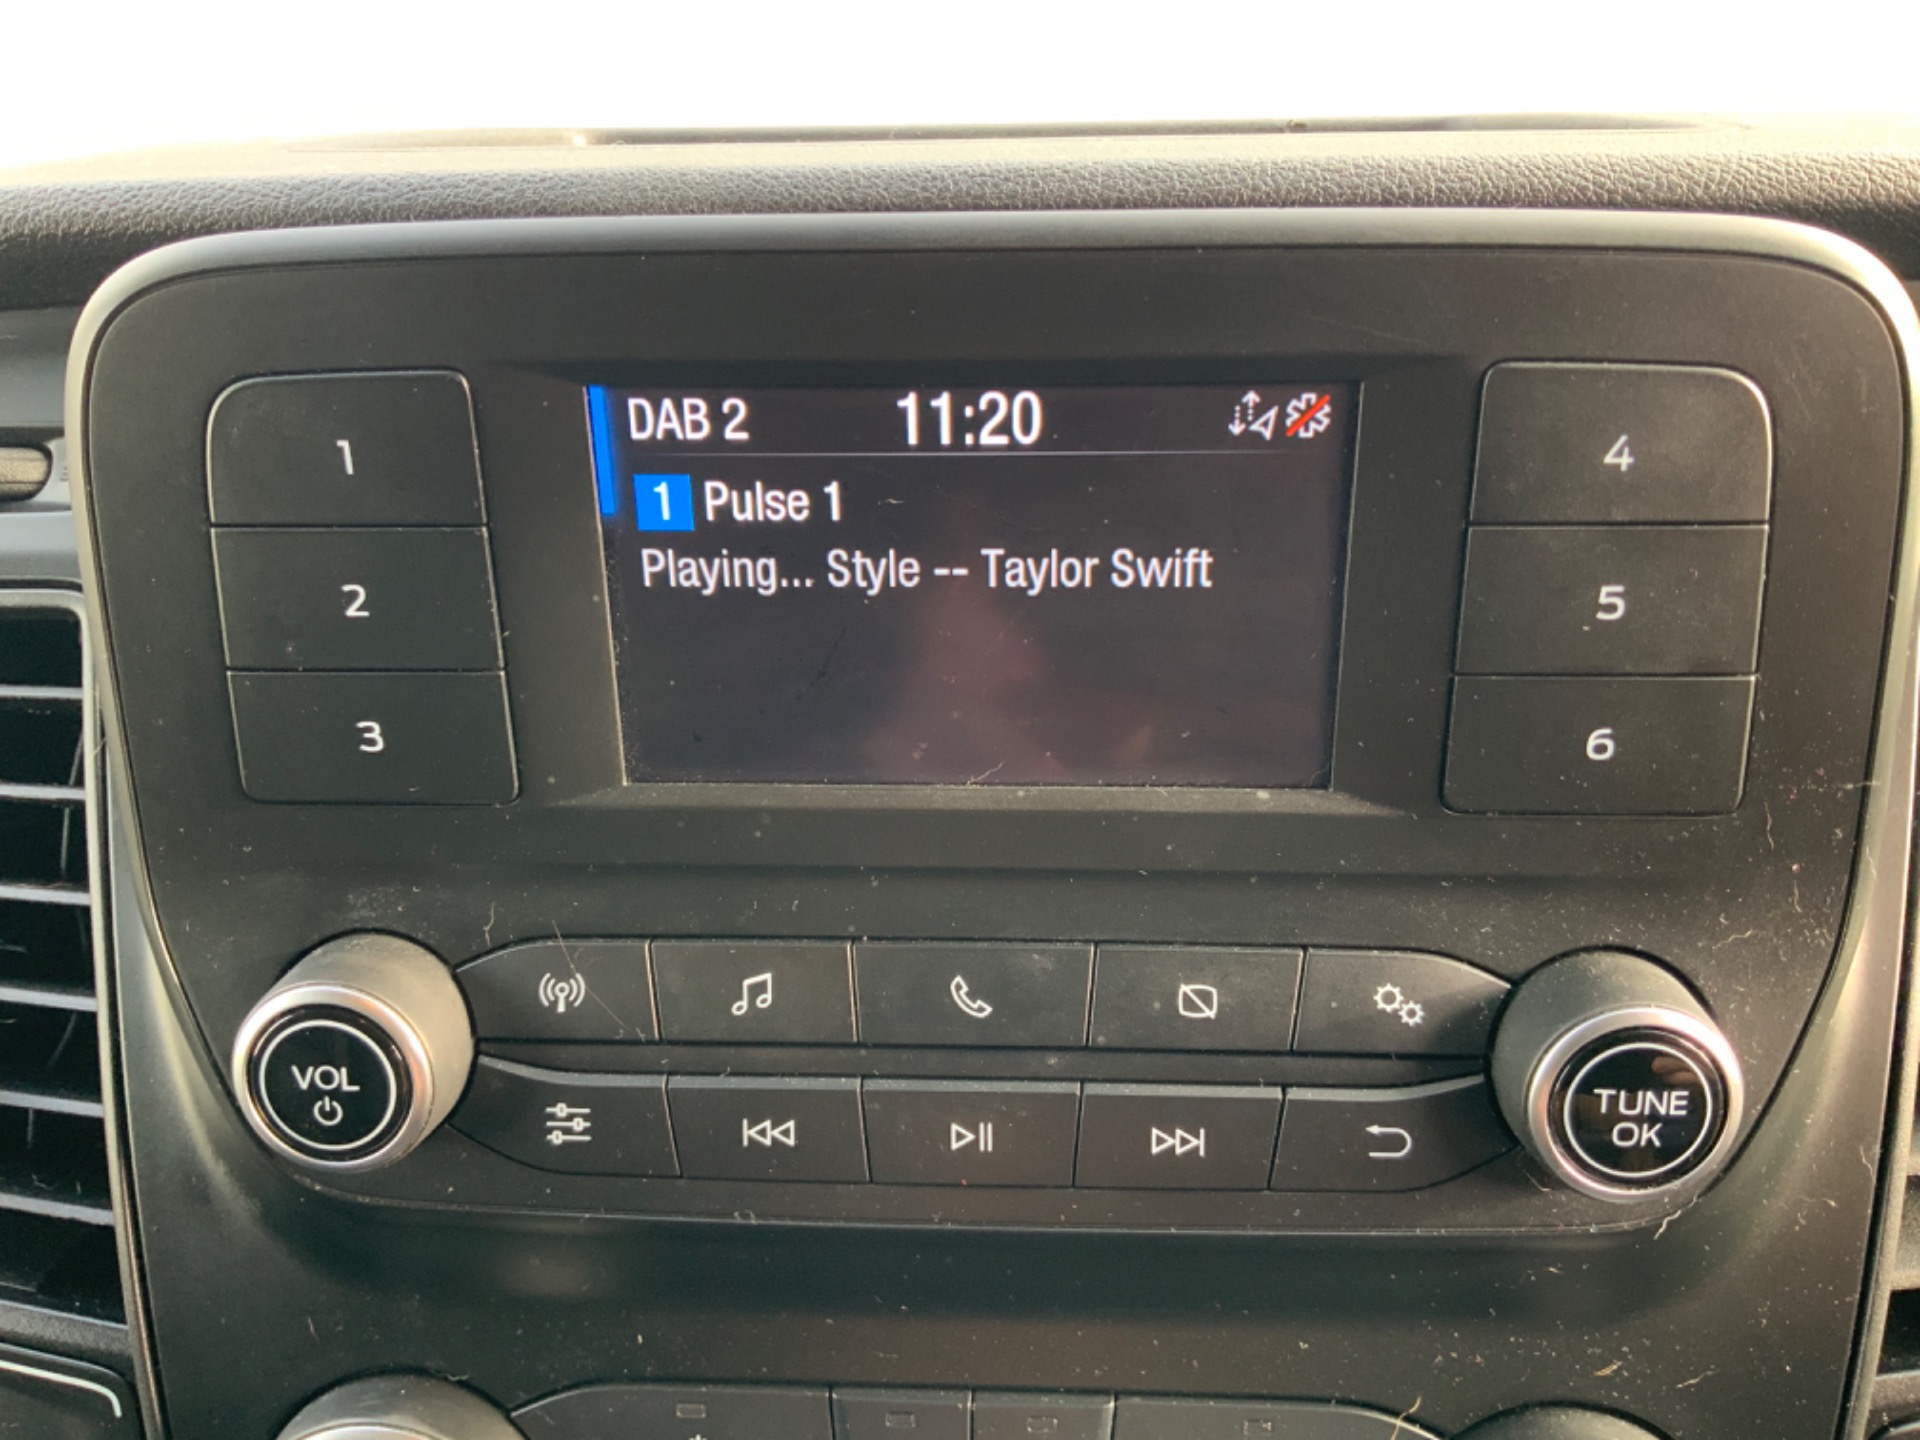 DAB 2 11:20
1 Pulse 1
Playing... Style -- Taylor Swift
1
2
3
4
5
6
VOL
TUNE
OK